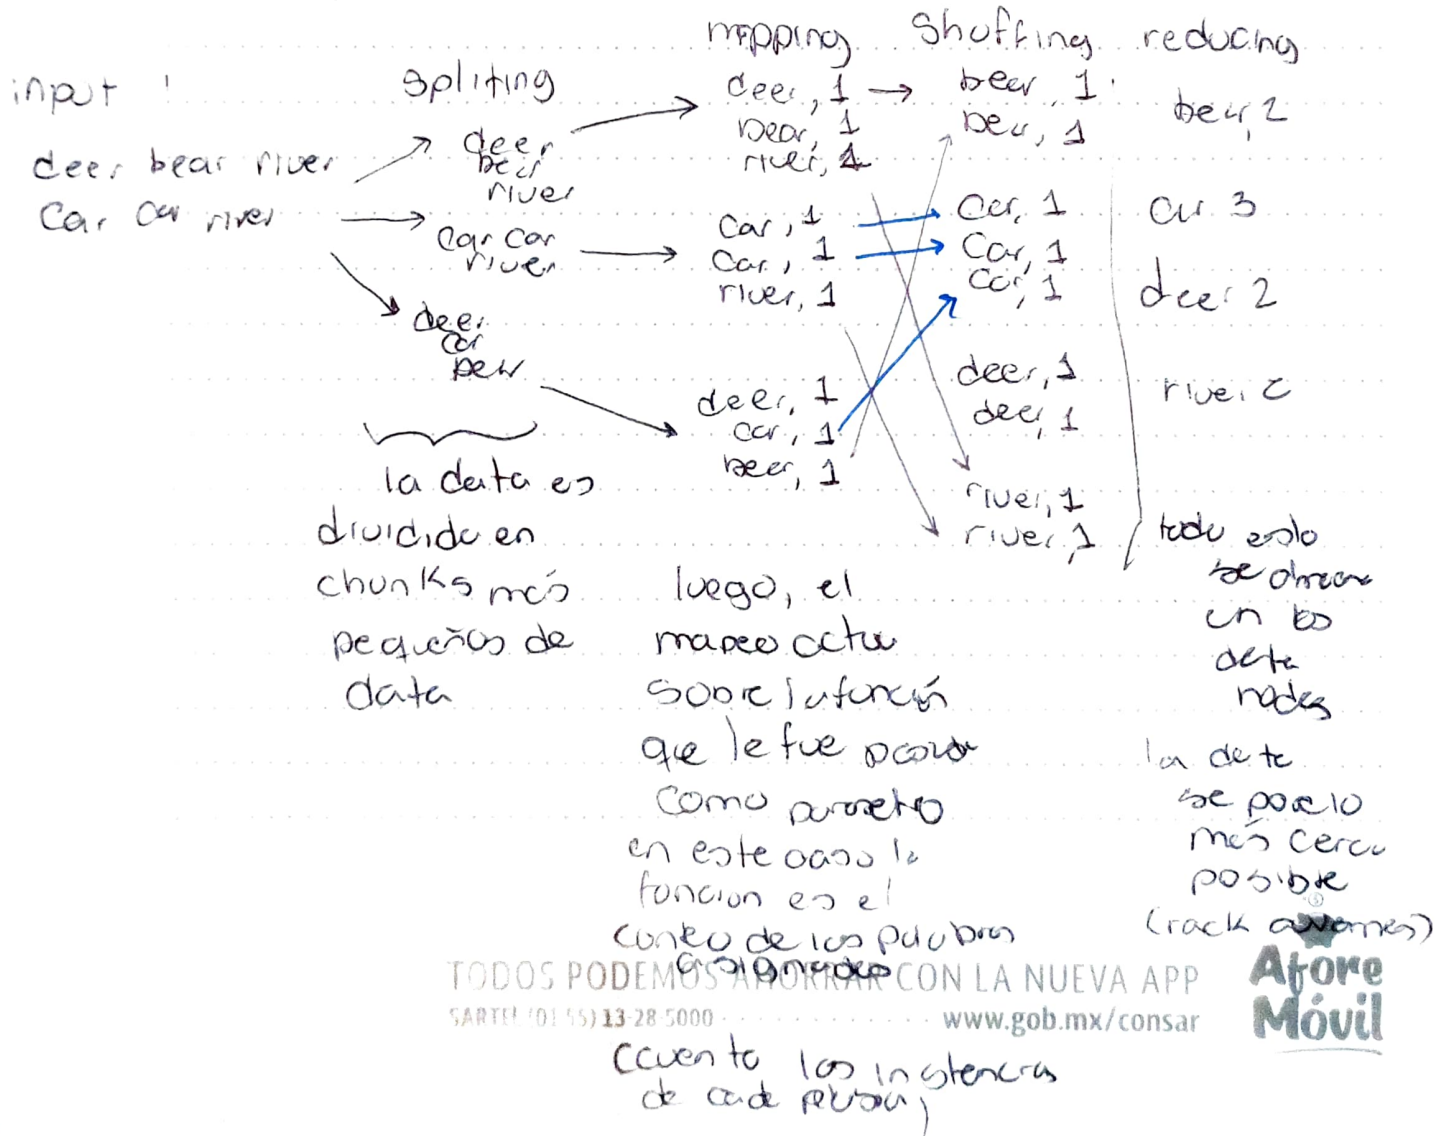 mapping shuffing reducing
input spliting
deer, 1 bear, 1
bear, 1 bear, 1
river, 1
bear, 2
deer bear river
car car river
deer
bear
river
car car
river
deer
car
bear
car, 1
car, 1
river, 1
car, 1
car, 1
car, 1
car 3
deer 2
deer, 1
car, 1
beer, 1
deer, 1
deer, 1
river, 1
river, 1
river 2
la data es
dividida en
chunks más
pequeños de
data
luego, el
mapeo actua
sobre la función
que le fue pasada
como parametro
en este caso la
funcion es el
conteo de las palabras
asignadas
(cuenta las instancias
de cada palabra)
todo esto
se
en los
data
nodes
la data
se pone lo
más cerca
posible
(rack awarnes)
TODOS PODEMOS AHORRAR CON LA NUEVA APP
SARTEL (01 55) 13-28-5000
www.gob.mx/consar
Afore
Móvil